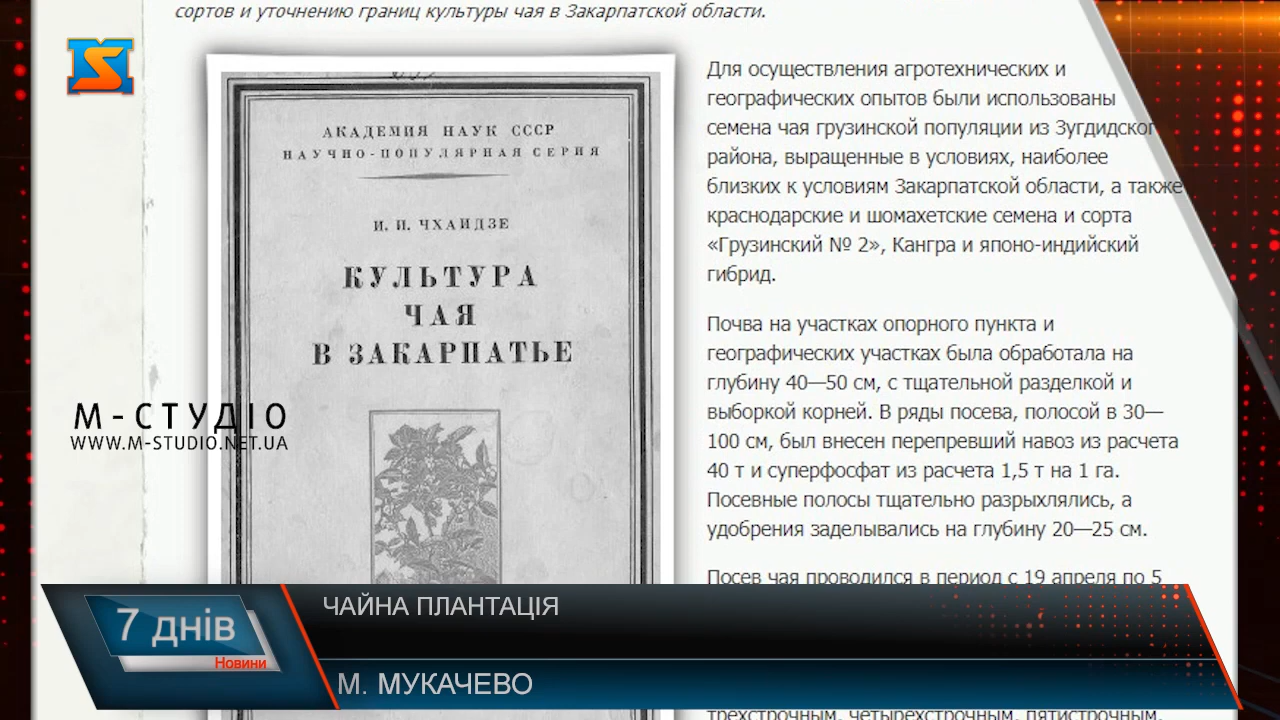 сортов и уточнению границ культуры чая в Закарпатской области.
АКАДЕМИЯ НАУК СССР
НАУЧНО-ПОПУЛЯРНАЯ СЕРИЯ
И. И. ЧХАИДЗЕ
КУЛЬТУРА
ЧАЯ
В ЗАКАРПАТЬЕ
Для осуществления агротехнических и
географических опытов были использованы
семена чая грузинской популяции из Зугдидског
района, выращенные в условиях, наиболее
близких к условиям Закарпатской области, а также
краснодарские и шомахетские семена и сорта
«Грузинский № 2», Кангра и японо-индийский
гибрид.
Почва на участках опорного пункта и
географических участках была обработала на
глубину 40—50 см, с тщательной разделкой и
выборкой корней. В ряды посева, полосой в 30—
100 см, был внесен перепревший навоз из расчета
40 т и суперфосфат из расчета 1,5 т на 1 га.
Посевные полосы тщательно разрыхлялись, а
удобрения заделывались на глубину 20—25 см.
Посев чая проводился в период с 19 апреля по 5
трехстрочным, четырехстрочным, пятистрочным,
М-СТУДІО
WWW.M-STUDIO.NET.UA
7 днів
Новини
ЧАЙНА ПЛАНТАЦІЯ
М. МУКАЧЕВО